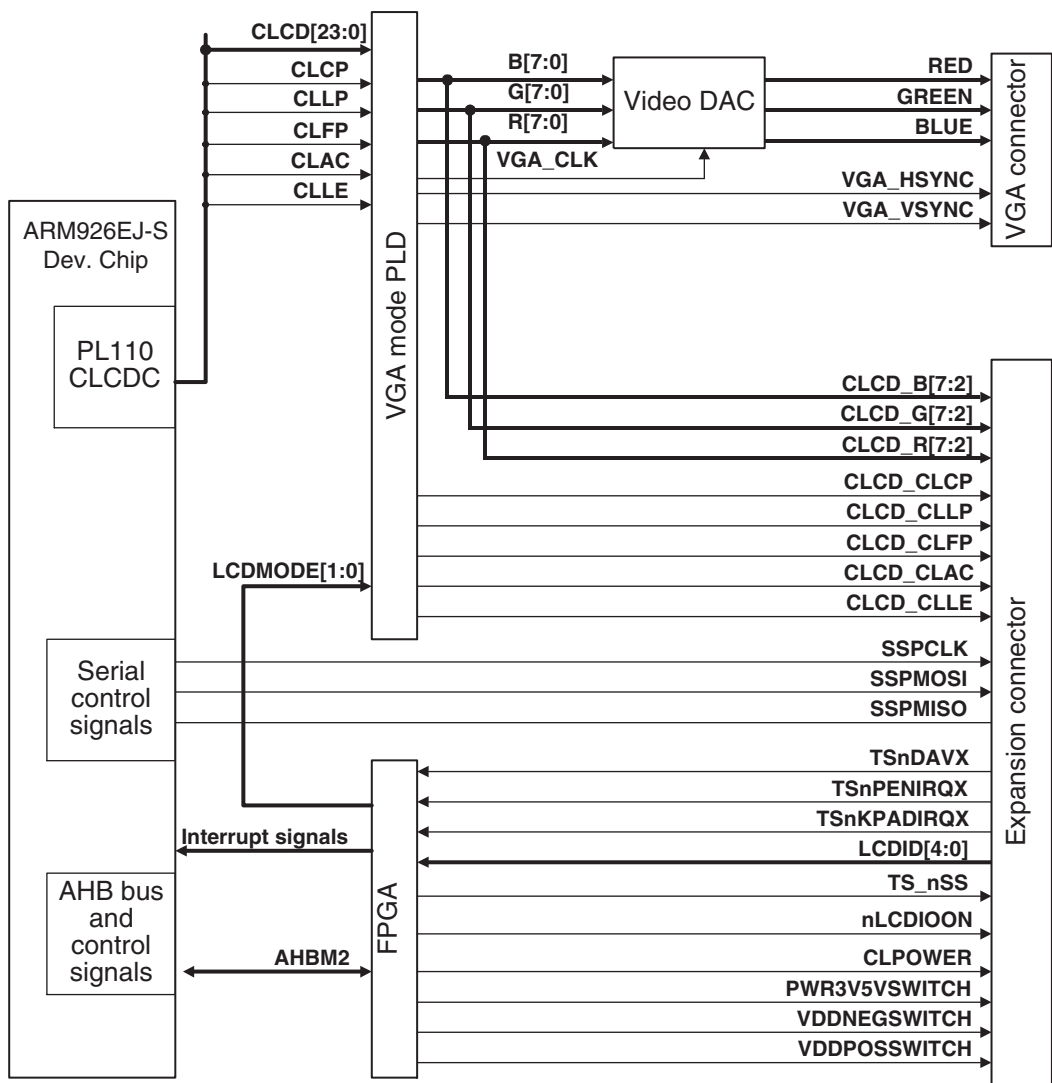 CLCD[23:0]
CLCP
CLLP
CLFP
CLAC
CLLE
ARM926EJ-S
Dev. Chip
PL110
CLCDC
VGA mode PLD
B[7:0]
G[7:0]
R[7:0]
VGA_CLK
Video DAC
RED
GREEN
BLUE
VGA_HSYNC
VGA_VSYNC
VGA connector
CLCD_B[7:2]
CLCD_G[7:2]
CLCD_R[7:2]
CLCD_CLCP
CLCD_CLLP
CLCD_CLFP
CLCD_CLAC
CLCD_CLLE
LCDMODE[1:0]
Serial
control
signals
SSPCLK
SSPMOSI
SSPMISO
Expansion connector
TSnDAVX
TSnPENIRQX
TSnKPADIRQX
LCDID[4:0]
TS_nSS
nLCDIOON
CLPOWER
PWR3V5VSWITCH
VDDNEGSWITCH
VDDPOSSWITCH
Interrupt signals
FPGA
AHB bus
and
control
signals
AHBM2